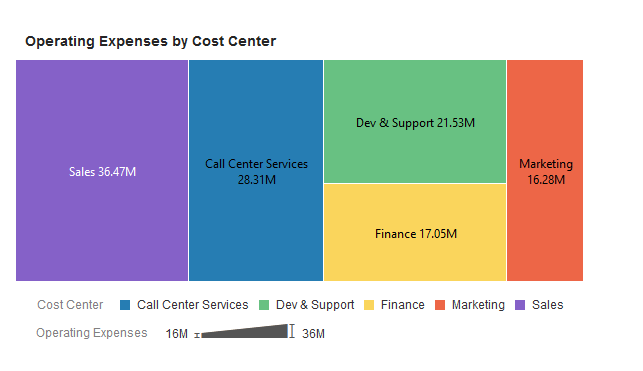 Operating Expenses by Cost Center
Sales 36.47M
Call Center Services
28.31M
Dev & Support 21.53M
Finance 17.05M
Marketing
16.28M
Cost Center Call Center Services Dev & Support Finance Marketing Sales
Operating Expenses 16M 36M